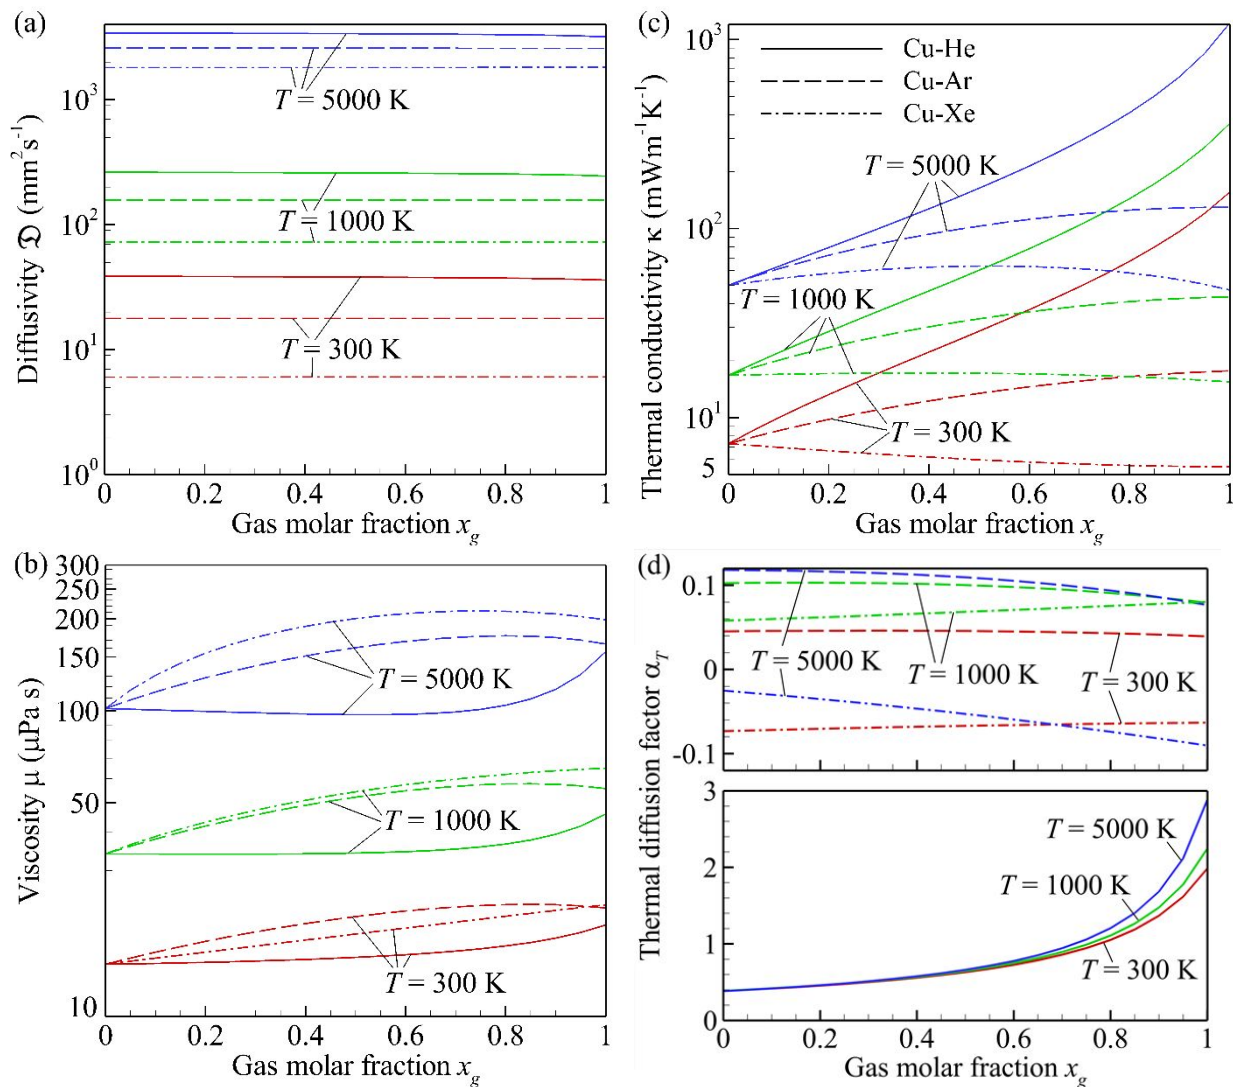 (a)
10³
10²
10¹
10⁰
Diffusivity 𝔇 (mm²s⁻¹)
T = 5000 K
T = 1000 K
T = 300 K
0 0.2 0.4 0.6 0.8 1
Gas molar fraction x_g
(c)
10³
10²
10¹
5
Thermal conductivity κ (mWm⁻¹K⁻¹)
Cu-He
Cu-Ar
Cu-Xe
T = 5000 K
T = 1000 K
T = 300 K
0 0.2 0.4 0.6 0.8 1
Gas molar fraction x_g
(b)
300
250
200
150
100
50
10
Viscosity μ (μPa s)
T = 5000 K
T = 1000 K
T = 300 K
0 0.2 0.4 0.6 0.8 1
Gas molar fraction x_g
(d)
0.1
0
-0.1
Thermal diffusion factor α_T
T = 5000 K
T = 1000 K
T = 300 K
3
2
1
0
T = 5000 K
T = 1000 K
T = 300 K
0 0.2 0.4 0.6 0.8 1
Gas molar fraction x_g